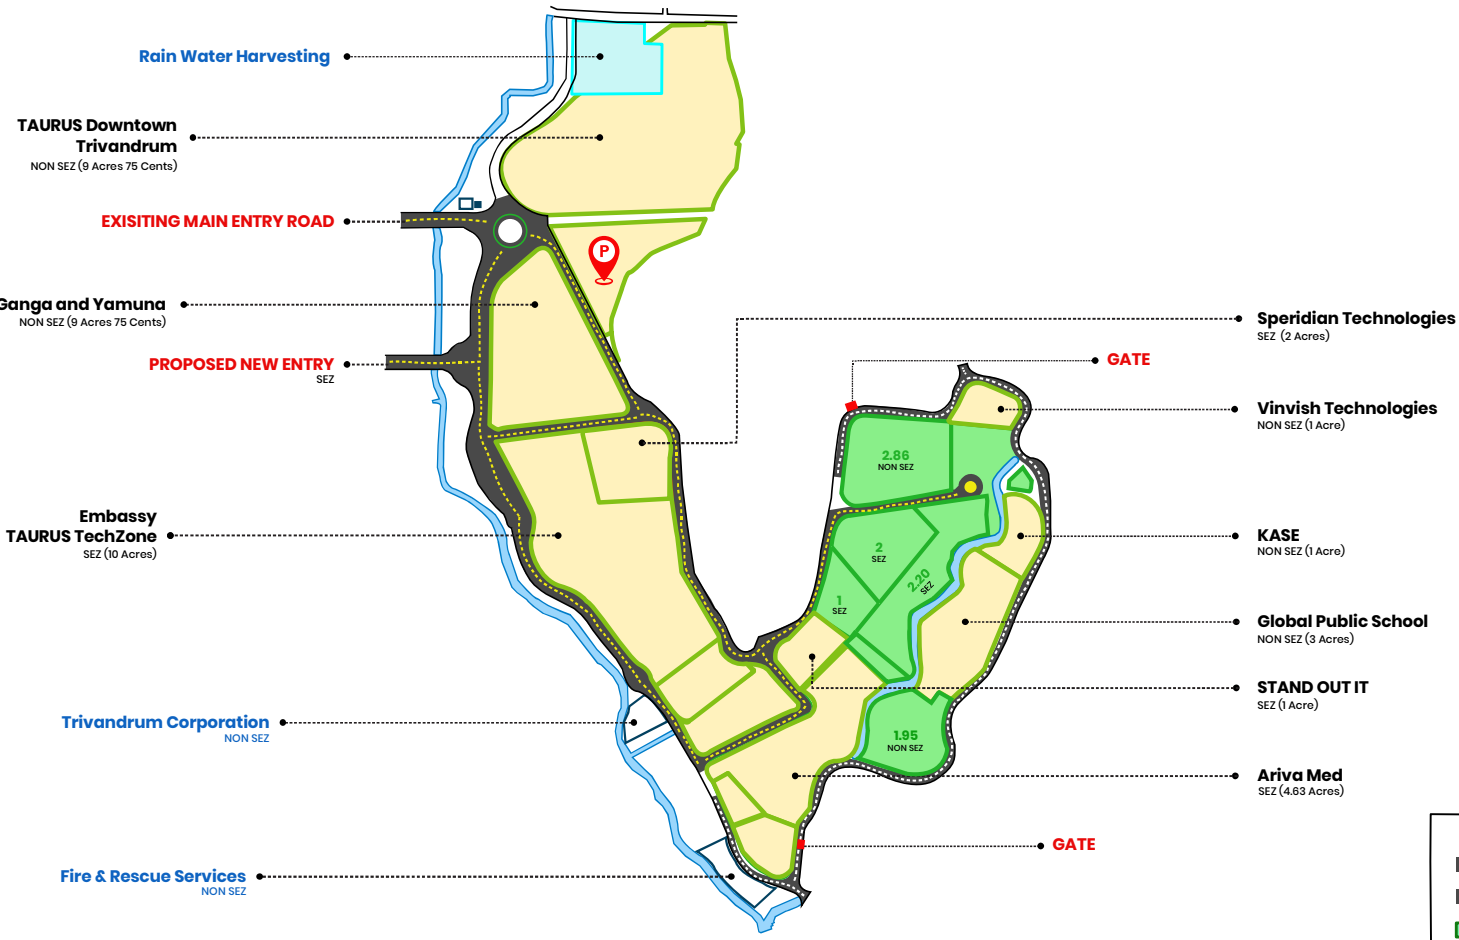 Rain Water Harvesting
TAURUS Downtown
Trivandrum
NON SEZ (9 Acres 75 Cents)
EXISITING MAIN ENTRY ROAD
P
Ganga and Yamuna
NON SEZ (9 Acres 75 Cents)
PROPOSED NEW ENTRY
SEZ
Speridian Technologies
SEZ (2 Acres)
GATE
Vinvish Technologies
NON SEZ (1 Acre)
2.86
NON SEZ
Embassy
TAURUS TechZone
SEZ (10 Acres)
KASE
NON SEZ (1 Acre)
2
SEZ
2.20
SEZ
1
SEZ
Global Public School
NON SEZ (3 Acres)
STAND OUT IT
SEZ (1 Acre)
Trivandrum Corporation
NON SEZ
1.95
NON SEZ
Ariva Med
SEZ (4.63 Acres)
GATE
Fire & Rescue Services
NON SEZ